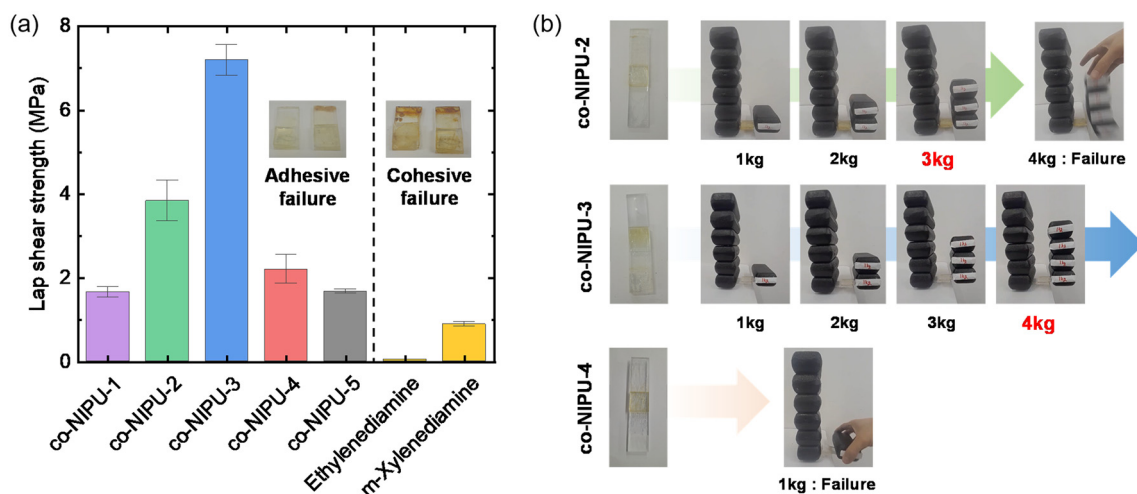 (a)
Lap shear strength (MPa)
8
6
4
2
0
Adhesive
failure
Cohesive
failure
co-NIPU-1
co-NIPU-2
co-NIPU-3
co-NIPU-4
co-NIPU-5
Ethylenediamine
m-Xylenediamine
(b)
co-NIPU-2
1kg
2kg
3kg
4kg : Failure
co-NIPU-3
1kg
2kg
3kg
4kg
co-NIPU-4
1kg : Failure